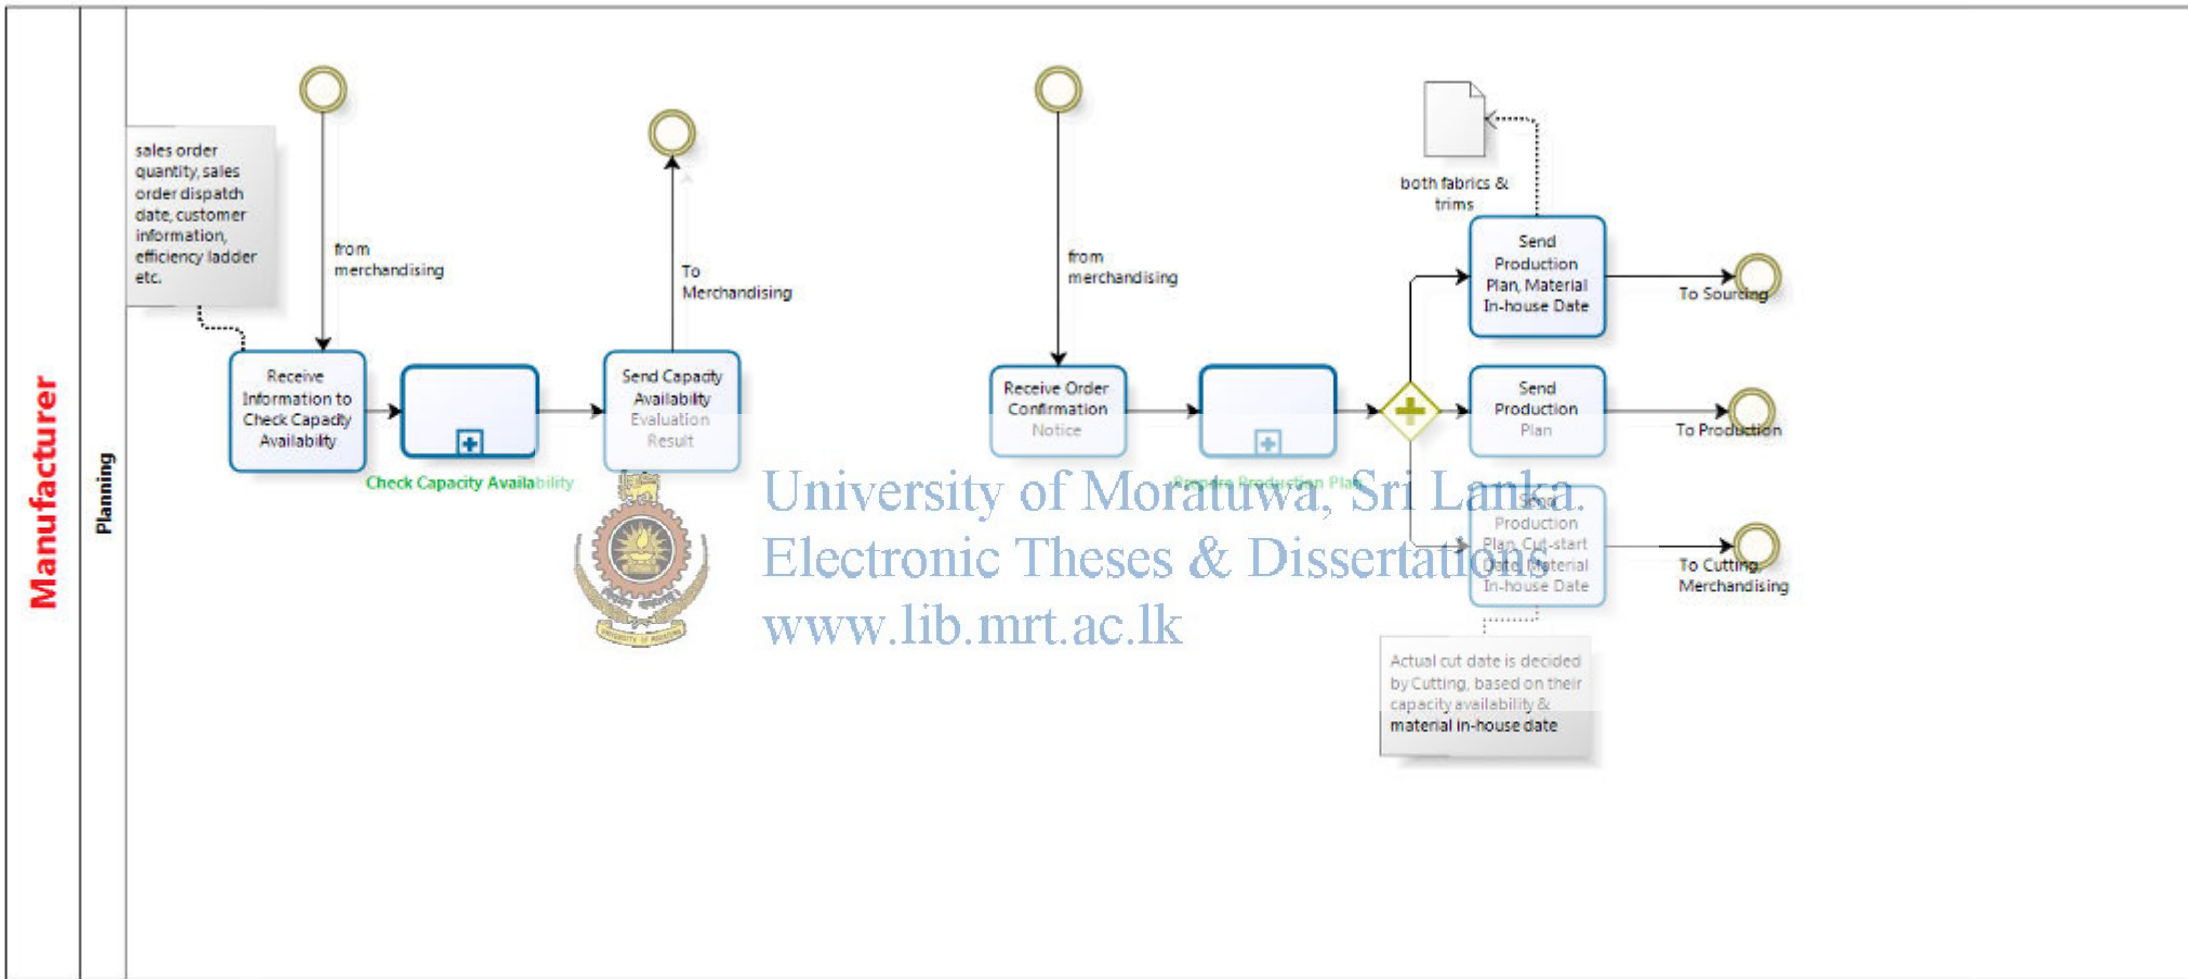 Manufacturer
Planning
sales order
quantity, sales
order dispatch
date, customer
information,
efficiency ladder
etc.
from
merchandising
To
Merchandising
Receive
Information to
Check Capacity
Availability
Check Capacity Availability
Send Capacity
Availability
Evaluation
Result
from
merchandising
Receive Order
Confirmation
Notice
Prepare Production Plan
both fabrics &
trims
Send
Production
Plan, Material
In-house Date
To Sourcing
Send
Production
Plan
To Production
Send
Production
Plan, Cut-start
Date, Material
In-house Date
To Cutting,
Merchandising
Actual cut date is decided
by Cutting, based on their
capacity availability &
material in-house date
University of Moratuwa, Sri Lanka.
Electronic Theses & Dissertations
www.lib.mrt.ac.lk
UNIVERSITY OF MORATUWA